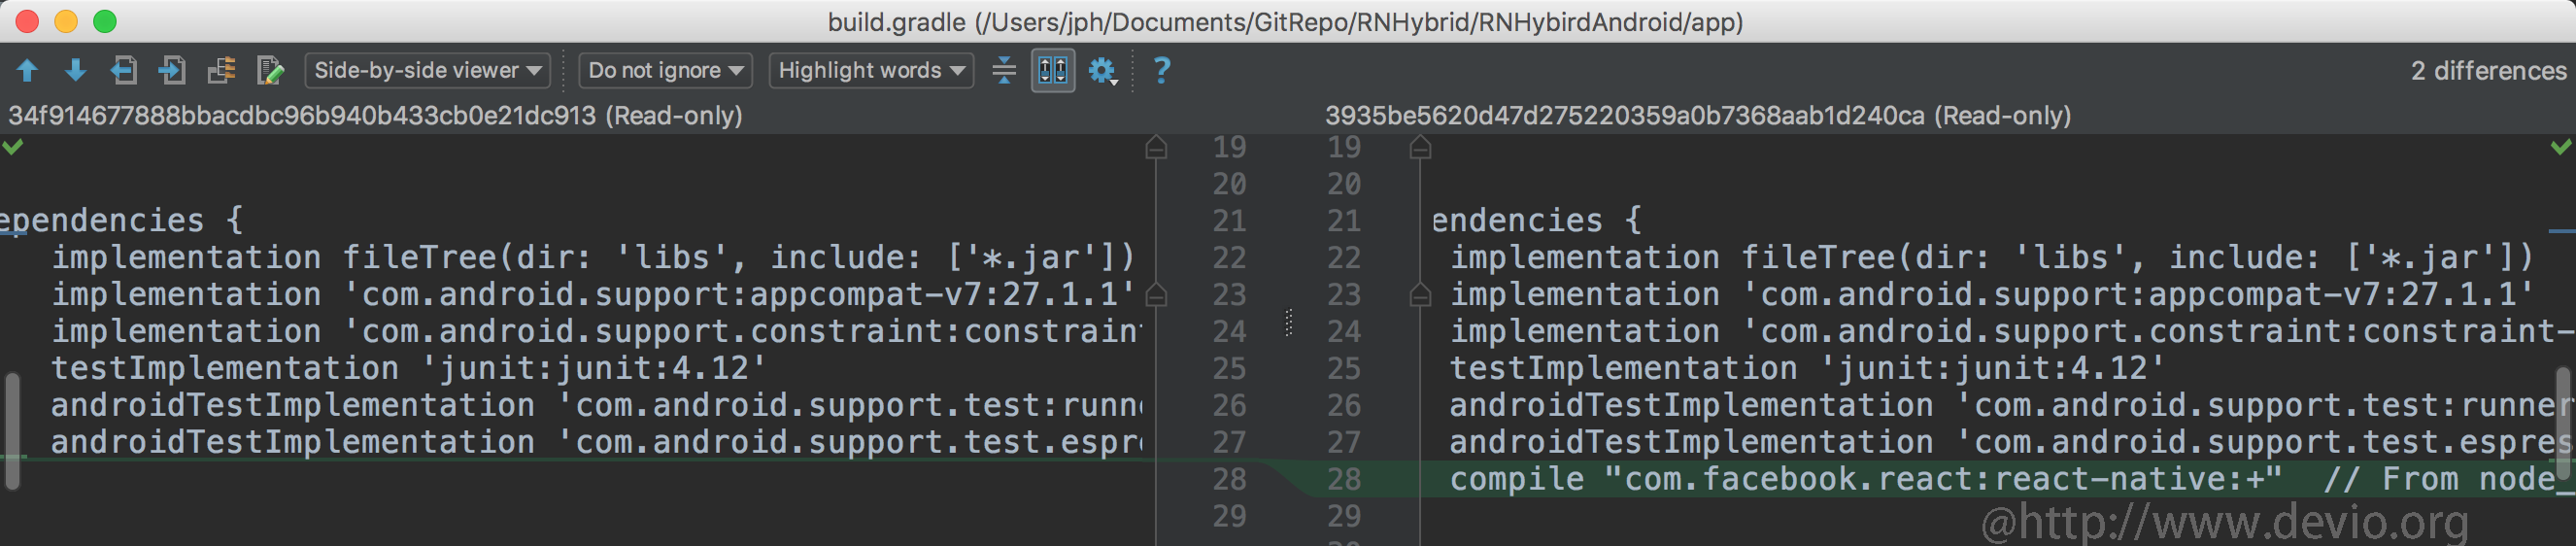 build.gradle (/Users/jph/Documents/GitRepo/RNHybrid/RNHybirdAndroid/app)
Side-by-side viewer Do not ignore Highlight words ? 2 differences
34f914677888bbacdbc96b940b433cb0e21dc913 (Read-only)
3935be5620d47d275220359a0b7368aab1d240ca (Read-only)
ependencies {
implementation fileTree(dir: 'libs', include: ['*.jar'])
implementation 'com.android.support:appcompat-v7:27.1.1'
implementation 'com.android.support.constraint:constraint
testImplementation 'junit:junit:4.12'
androidTestImplementation 'com.android.support.test:runne
androidTestImplementation 'com.android.support.test.espre
19 19
20 20
21 21
22 22
23 23
24 24
25 25
26 26
27 27
28 28
29 29
endencies {
implementation fileTree(dir: 'libs', include: ['*.jar'])
implementation 'com.android.support:appcompat-v7:27.1.1'
implementation 'com.android.support.constraint:constraint-
testImplementation 'junit:junit:4.12'
androidTestImplementation 'com.android.support.test:runner
androidTestImplementation 'com.android.support.test.espres
compile "com.facebook.react:react-native:+" // From node_
@http://www.devio.org